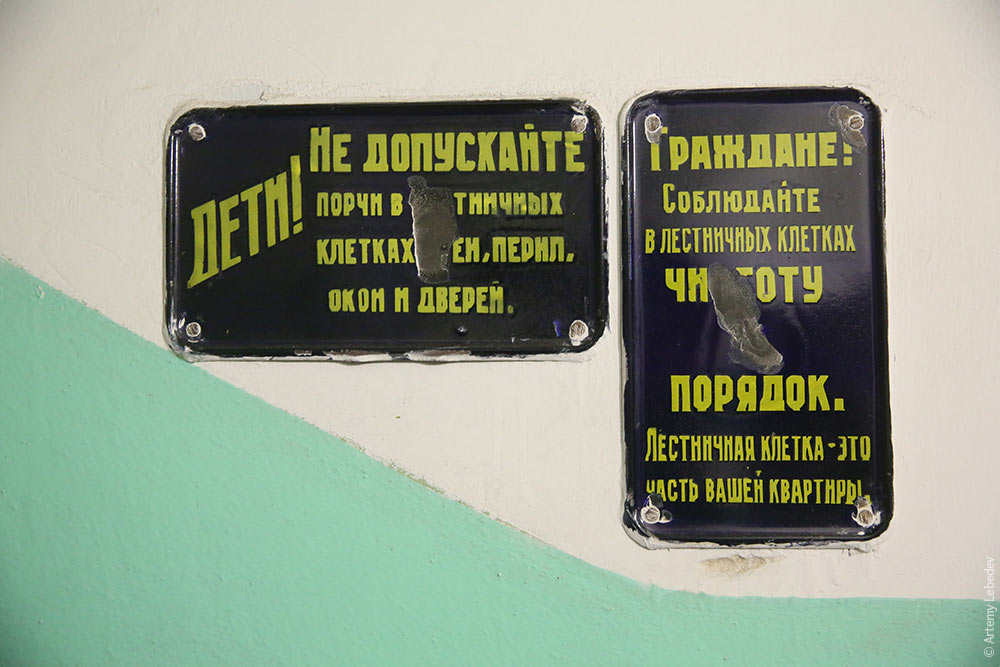 ДЕТИ!
НЕ ДОПУСКАЙТЕ
ПОРЧИ В
КЛЕТКАХ ПЕРИЛ,
ОКОН И ДВЕРЕЙ.
ГРАЖДАНЕ!
СОБЛЮДАЙТЕ
В ЛЕСТНИЧНЫХ КЛЕТКАХ
ПОРЯДОК.
ЛЕСТНИЧНАЯ КЛЕТКА - ЭТО
ЧАСТЬ ВАШЕЙ КВАРТИРЫ.
© Artemy Lebedev